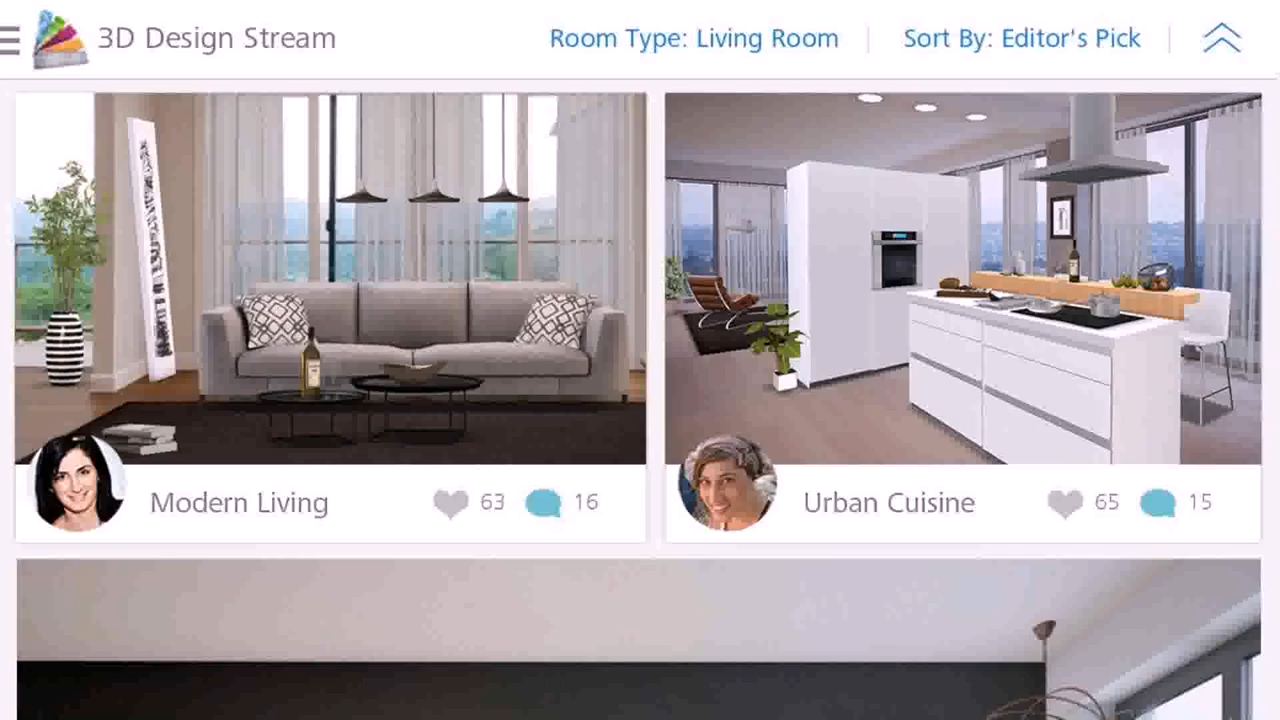 3D Design Stream
Room Type: Living Room
Sort By: Editor's Pick
Modern Living
63
16
Urban Cuisine
65
15